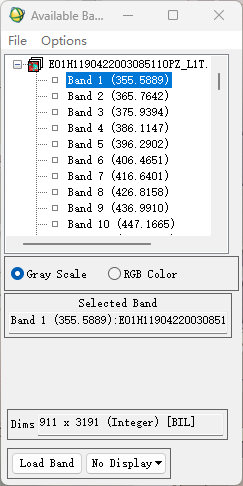 Available Ba...
File Options
E01H1190422003085110PZ_L1T.
Band 1 (355.5889)
Band 2 (365.7642)
Band 3 (375.9394)
Band 4 (386.1147)
Band 5 (396.2902)
Band 6 (406.4651)
Band 7 (416.6401)
Band 8 (426.8158)
Band 9 (436.9910)
Band 10 (447.1665)
Gray Scale RGB Color
Selected Band
Band 1 (355.5889):E01H11904220030851
Dims 911 x 3191 (Integer) [BIL]
Load Band No Display